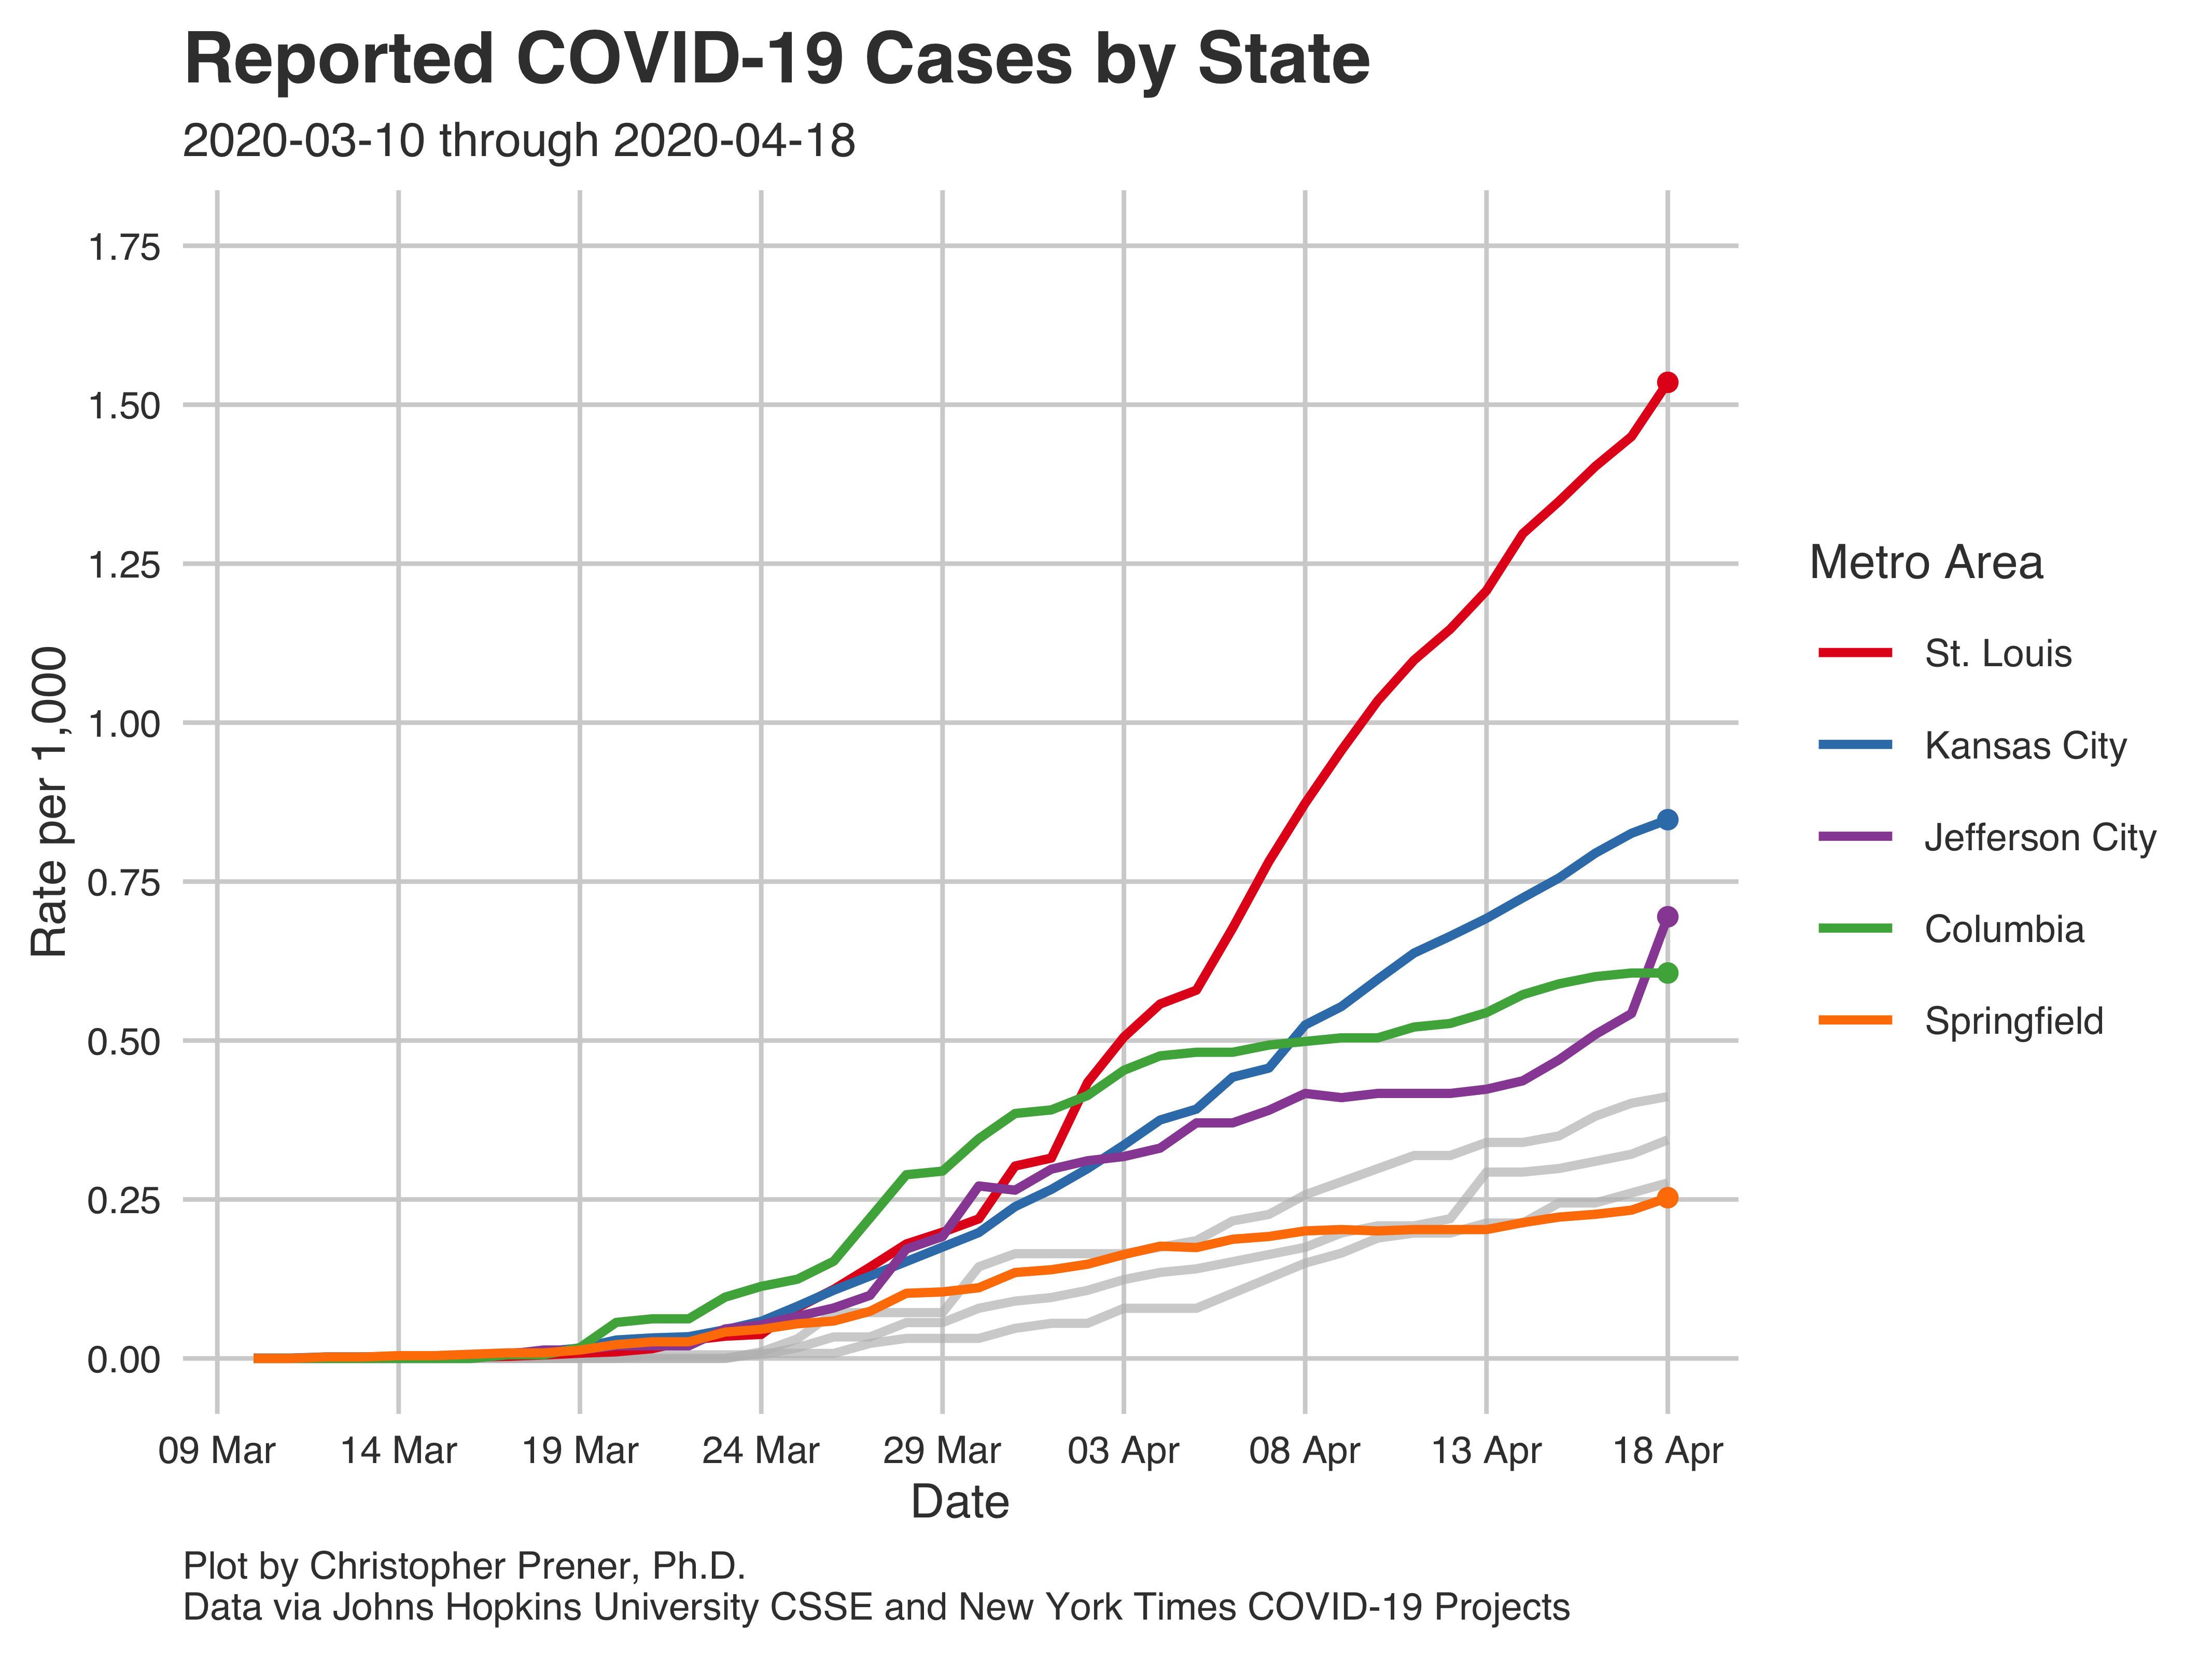 Reported COVID-19 Cases by State
2020-03-10 through 2020-04-18
1.75
1.50
1.25
1.00
0.75
0.50
0.25
0.00
Rate per 1,000
09 Mar
14 Mar
19 Mar
24 Mar
29 Mar
03 Apr
08 Apr
13 Apr
18 Apr
Date
Metro Area
St. Louis
Kansas City
Jefferson City
Columbia
Springfield
Plot by Christopher Prener, Ph.D.
Data via Johns Hopkins University CSSE and New York Times COVID-19 Projects